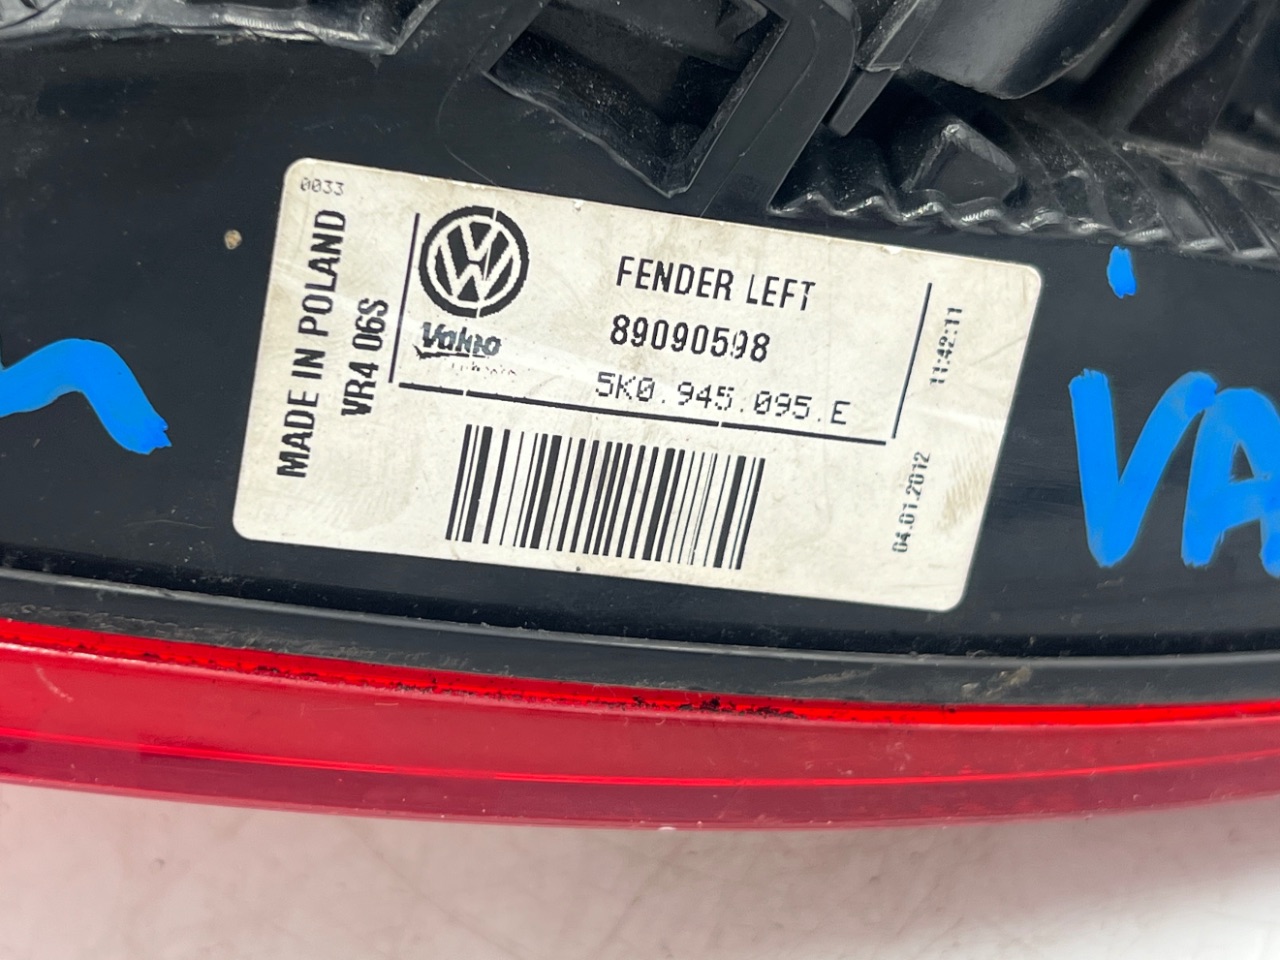 0033
MADE IN POLAND
VR4 06S
Valeo
FENDER LEFT
89090598
5K0.945.095.E
11:42:11
04.01.2012
VA